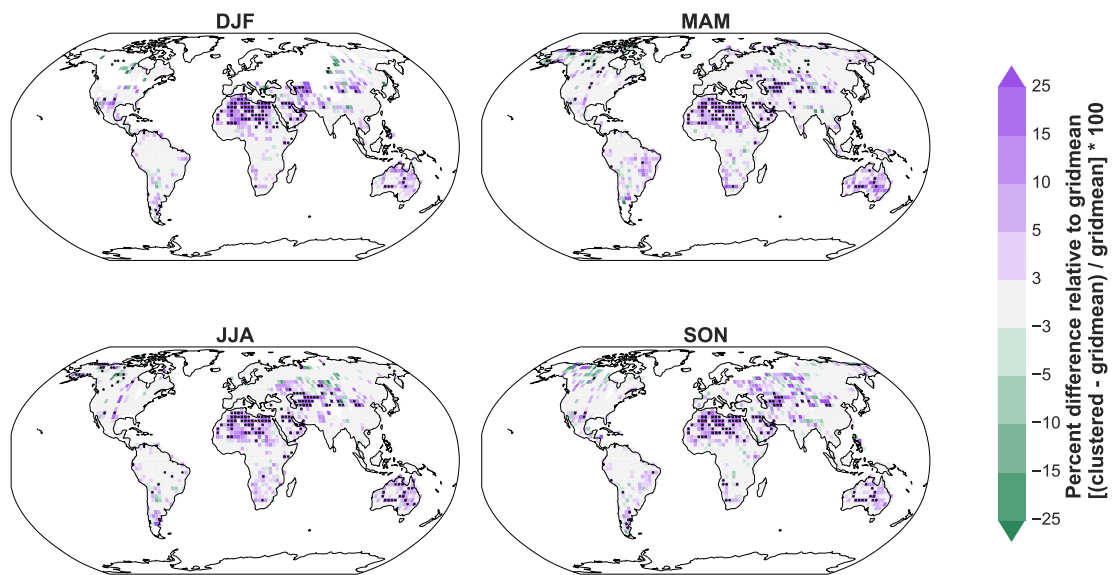 DJF
MAM
JJA
SON
25
15
10
5
3
−3
−5
−10
−15
−25
Percent difference relative to gridmean
[(clustered - gridmean) / gridmean] * 100